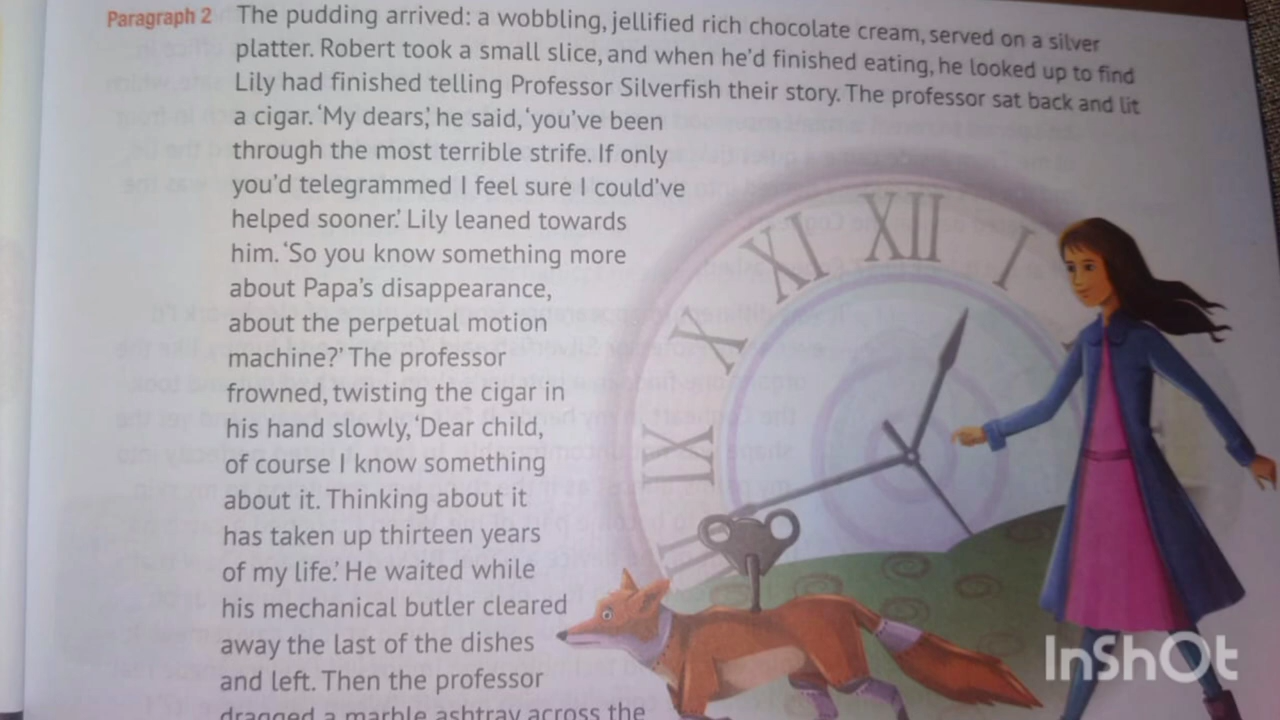 Paragraph 2 The pudding arrived: a wobbling, jellified rich chocolate cream, served on a silver
platter. Robert took a small slice, and when he'd finished eating, he looked up to find
Lily had finished telling Professor Silverfish their story. The professor sat back and lit
a cigar. 'My dears,' he said, 'you've been
through the most terrible strife. If only
you'd telegrammed I feel sure I could've
helped sooner.' Lily leaned towards
him. 'So you know something more
about Papa's disappearance,
about the perpetual motion
machine?' The professor
frowned, twisting the cigar in
his hand slowly, 'Dear child,
of course I know something
about it. Thinking about it
has taken up thirteen years
of my life.' He waited while
his mechanical butler cleared
away the last of the dishes
and left. Then the professor
dragged a marble ashtray across the
XII
XI
I
X
IX
InShOt